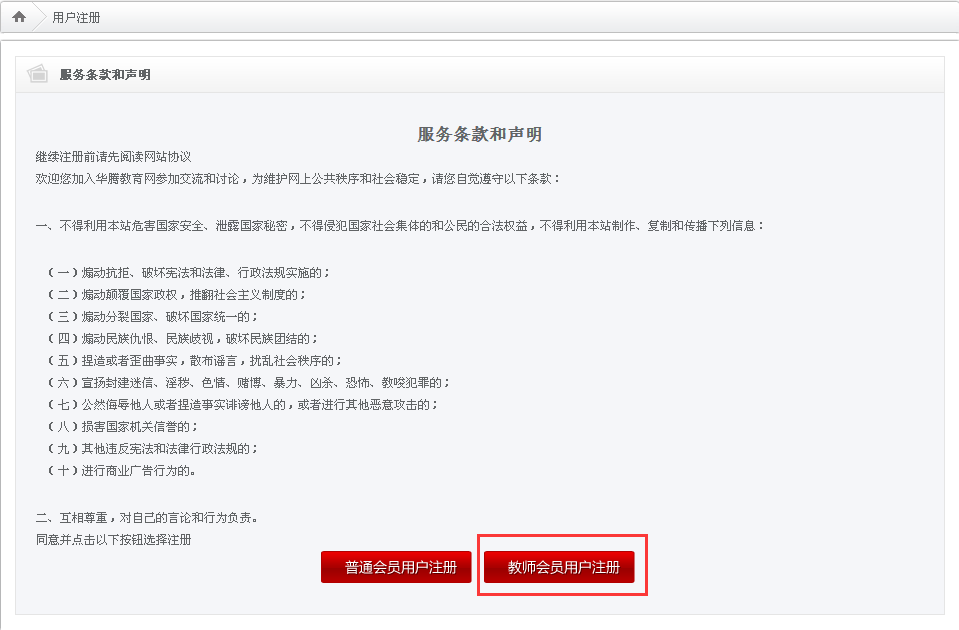 用户注册
服务条款和声明
服务条款和声明
继续注册前请先阅读网站协议
欢迎您加入华腾教育网参加交流和讨论，为维护网上公共秩序和社会稳定，请您自觉遵守以下条款：
一、不得利用本站危害国家安全、泄露国家秘密，不得侵犯国家社会集体的和公民的合法权益，不得利用本站制作、复制和传播下列信息：
（一）煽动抗拒、破坏宪法和法律、行政法规实施的；
（二）煽动颠覆国家政权，推翻社会主义制度的；
（三）煽动分裂国家、破坏国家统一的；
（四）煽动民族仇恨、民族歧视，破坏民族团结的；
（五）捏造或者歪曲事实，散布谣言，扰乱社会秩序的；
（六）宣扬封建迷信、淫秽、色情、赌博、暴力、凶杀、恐怖、教唆犯罪的；
（七）公然侮辱他人或者捏造事实诽谤他人的，或者进行其他恶意攻击的；
（八）损害国家机关信誉的；
（九）其他违反宪法和法律行政法规的；
（十）进行商业广告行为的。
二、互相尊重，对自己的言论和行为负责。
同意并点击以下按钮选择注册
普通会员用户注册 教师会员用户注册